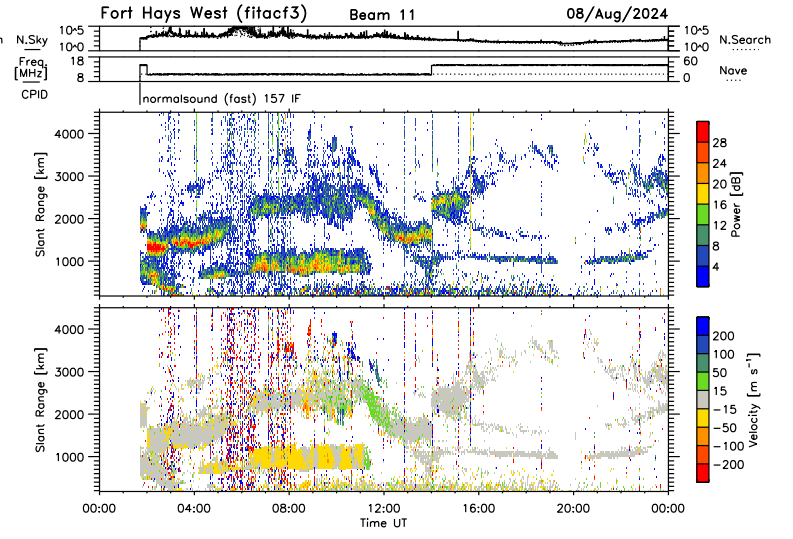 Fort Hays West (fitacf3) Beam 11 08/Aug/2024
n N.Sky 10^5 10^5 N.Search
10^0 10^0
Freq. 18 60 Nave
[MHz] 8 0
CPID normalsound (fast) 157 IF
Slant Range [km]
4000
3000
2000
1000
28
24
20
16
12
8
4
Power [dB]
Slant Range [km]
4000
3000
2000
1000
200
100
50
15
-15
-50
-100
-200
Velocity [m s⁻¹]
00:00 04:00 08:00 12:00 16:00 20:00 00:00
Time UT